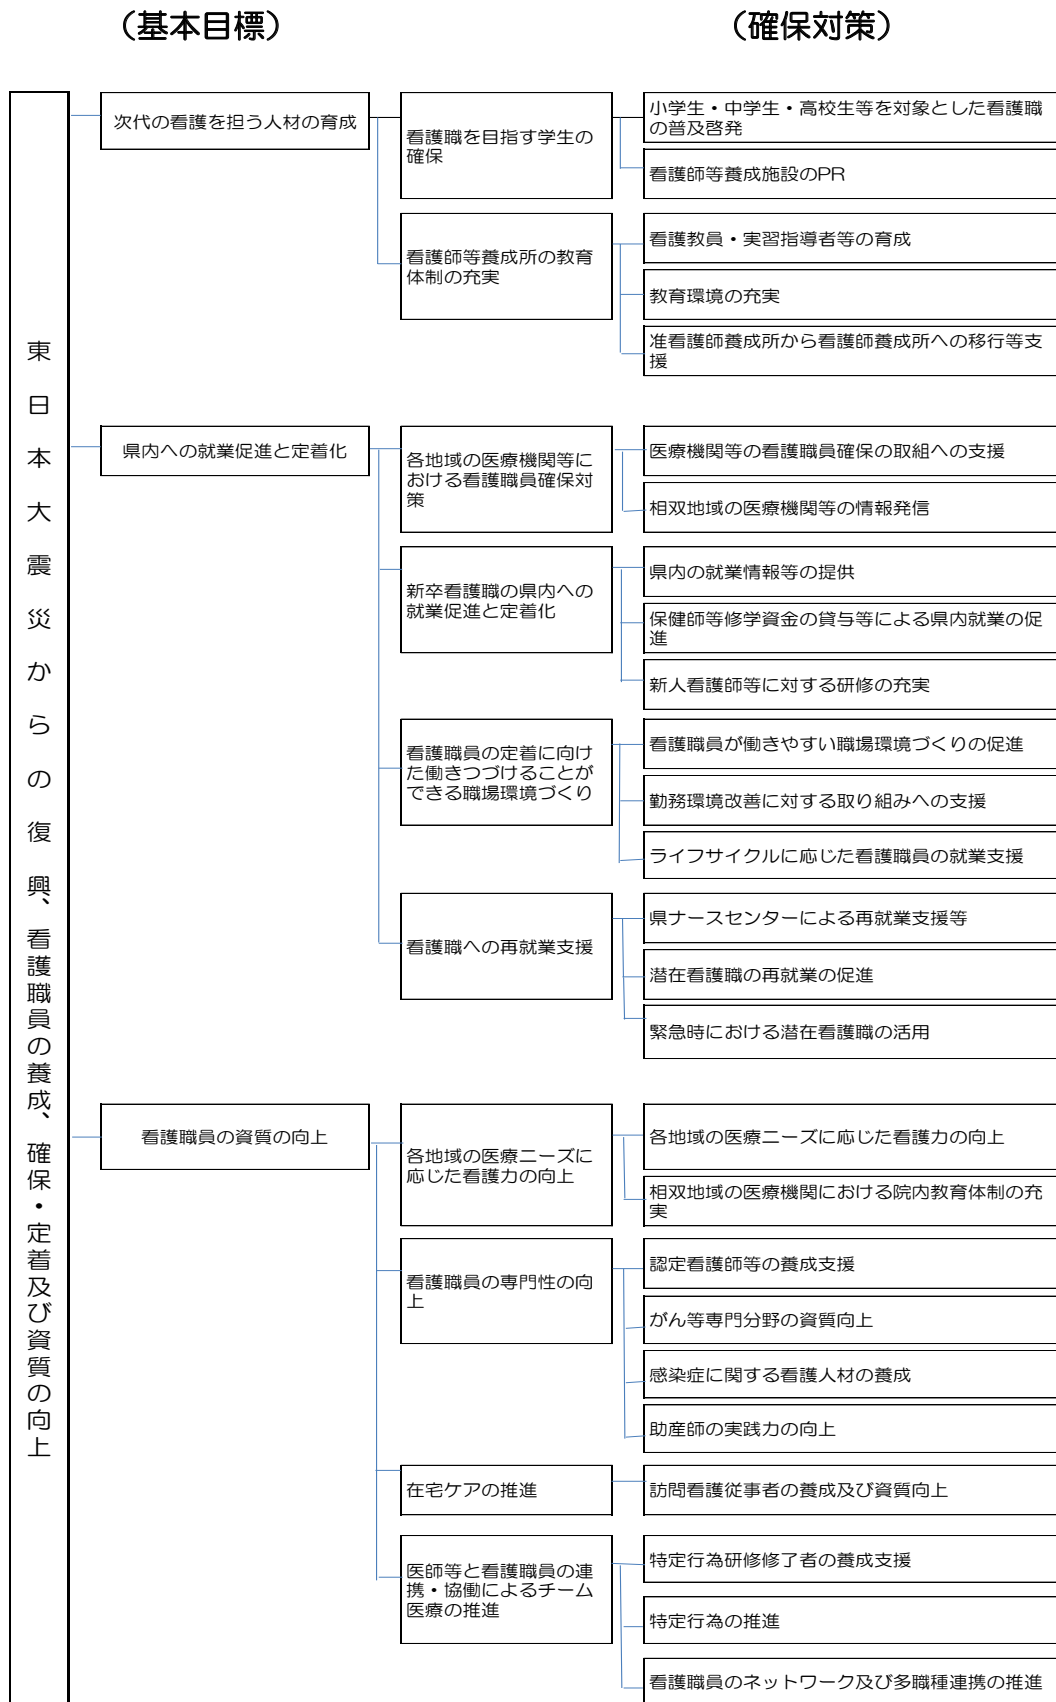 （基本目標）
（確保対策）
東日本大震災からの復興、看護職員の養成、確保・定着及び資質の向上
次代の看護を担う人材の育成
看護職を目指す学生の
確保
小学生・中学生・高校生等を対象とした看護職
の普及啓発
看護師等養成施設のPR
看護師等養成所の教育
体制の充実
看護教員・実習指導者等の育成
教育環境の充実
准看護師養成所から看護師養成所への移行等支
援
県内への就業促進と定着化
各地域の医療機関等に
おける看護職員確保対
策
医療機関等の看護職員確保の取組への支援
相双地域の医療機関等の情報発信
新卒看護職の県内への
就業促進と定着化
県内の就業情報等の提供
保健師等修学資金の貸与等による県内就業の促
進
新人看護師等に対する研修の充実
看護職員の定着に向け
た働きつづけることが
できる職場環境づくり
看護職員が働きやすい職場環境づくりの促進
勤務環境改善に対する取り組みへの支援
ライフサイクルに応じた看護職員の就業支援
看護職への再就業支援
県ナースセンターによる再就業支援等
潜在看護職の再就業の促進
緊急時における潜在看護職の活用
看護職員の資質の向上
各地域の医療ニーズに
応じた看護力の向上
各地域の医療ニーズに応じた看護力の向上
相双地域の医療機関における院内教育体制の充
実
看護職員の専門性の向
上
認定看護師等の養成支援
がん等専門分野の資質向上
感染症に関する看護人材の養成
助産師の実践力の向上
在宅ケアの推進
訪問看護従事者の養成及び資質向上
医師等と看護職員の連
携・協働によるチーム
医療の推進
特定行為研修修了者の養成支援
特定行為の推進
看護職員のネットワーク及び多職種連携の推進